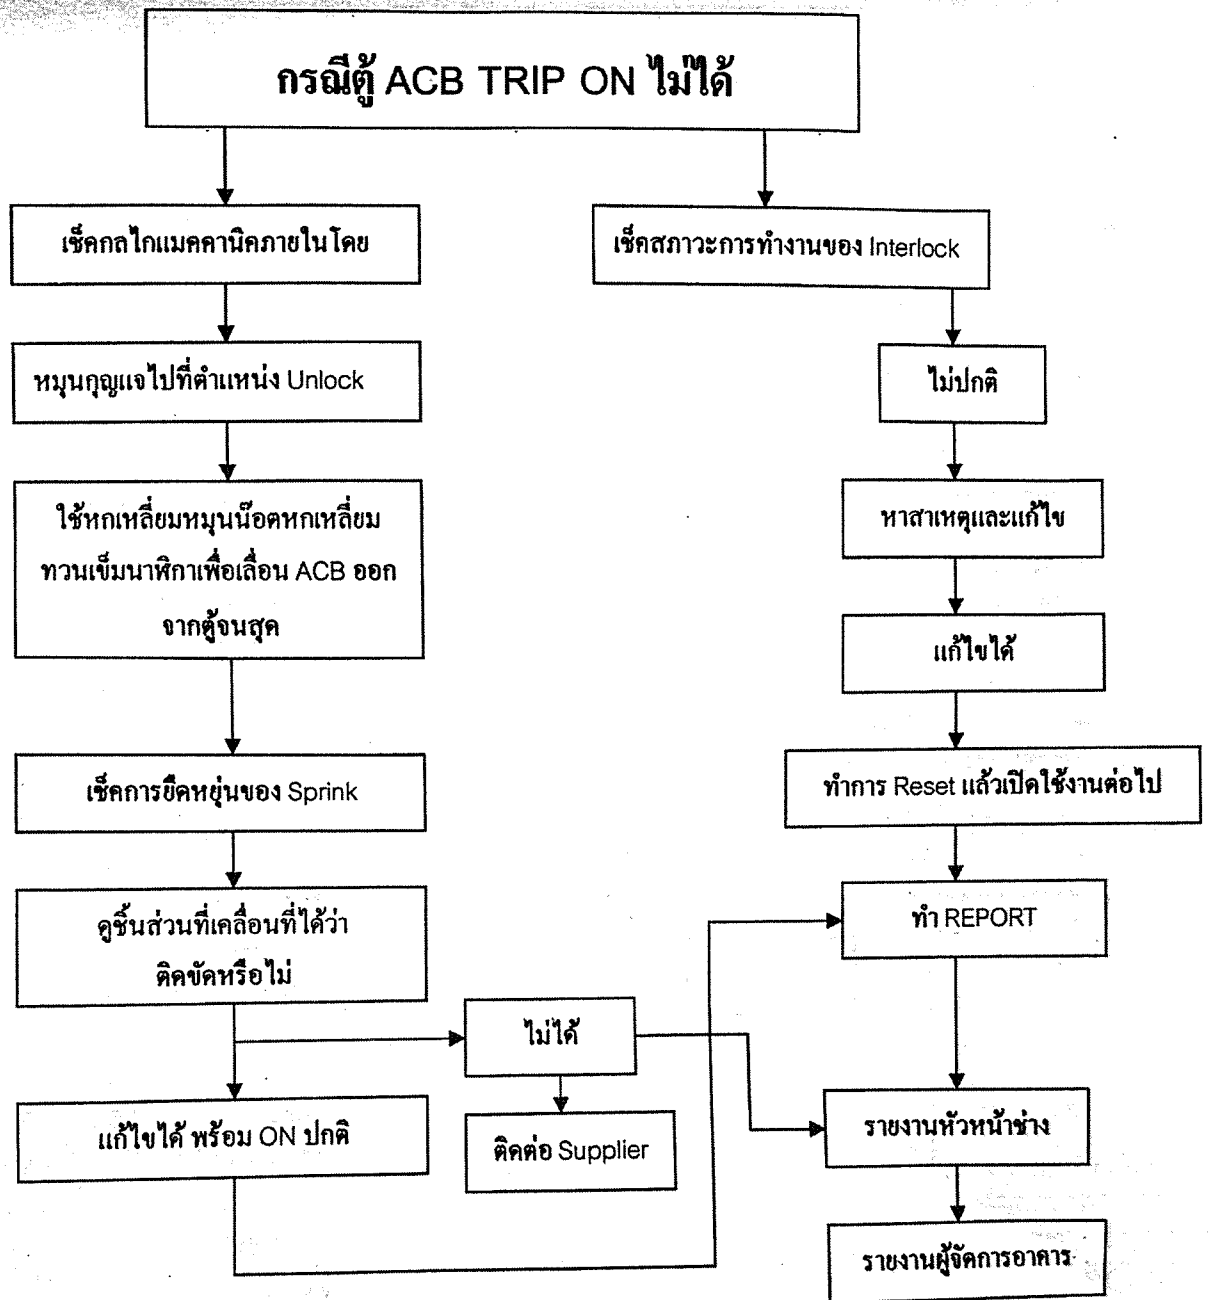 กรณีตู้ ACB TRIP ON ไม่ได้
เช็คกลไกแมคคานิคภายในโดย
เช็คสภาวะการทำงานของ Interlock
หมุนกุญแจไปที่ตำแหน่ง Unlock
ไม่ปกติ
ใช้หกเหลี่ยมหมุนน๊อตหกเหลี่ยม
ทวนเข็มนาฬิกาเพื่อเลื่อน ACB ออก
จากตู้จนสุด
หาสาเหตุและแก้ไข
แก้ไขได้
เช็คการยืดหยุ่นของ Sprink
ทำการ Reset แล้วเปิดใช้งานต่อไป
ดูชิ้นส่วนที่เคลื่อนที่ได้ว่า
ติดขัดหรือไม่
ทำ REPORT
ไม่ได้
แก้ไขได้ พร้อม ON ปกติ
ติดต่อ Supplier
รายงานหัวหน้าช่าง
รายงานผู้จัดการอาคาร